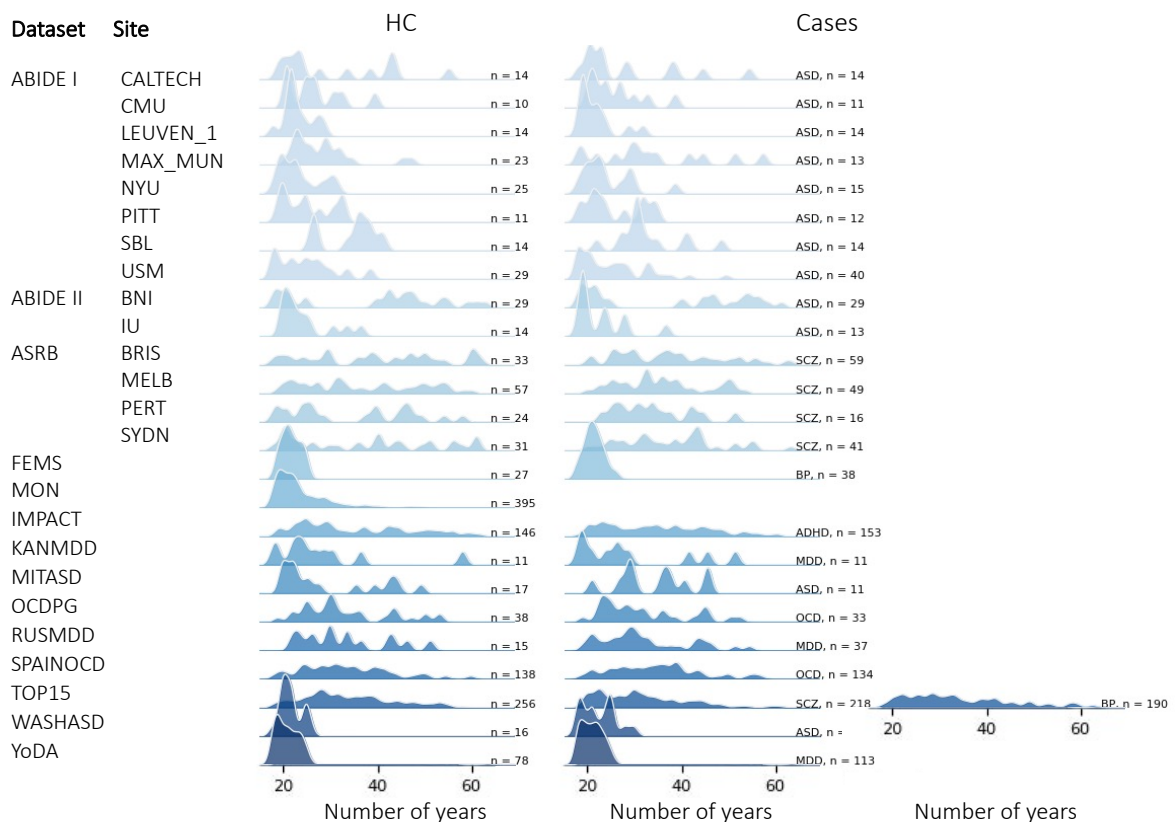 Dataset Site HC Cases
ABIDE I CALTECH n = 14 ASD, n = 14
CMU n = 10 ASD, n = 11
LEUVEN_1 n = 14 ASD, n = 14
MAX_MUN n = 23 ASD, n = 13
NYU n = 25 ASD, n = 15
PITT n = 11 ASD, n = 12
SBL n = 14 ASD, n = 14
USM n = 29 ASD, n = 40
ABIDE II BNI n = 29 ASD, n = 29
IU n = 14 ASD, n = 13
ASRB BRIS n = 33 SCZ, n = 59
MELB n = 57 SCZ, n = 49
PERT n = 24 SCZ, n = 16
SYDN n = 31 SCZ, n = 41
FEMS n = 27 BP, n = 38
MON n = 395
IMPACT n = 146 ADHD, n = 153
KANMDD n = 11 MDD, n = 11
MITASD n = 17 ASD, n = 11
OCDPG n = 38 OCD, n = 33
RUSMDD n = 15 MDD, n = 37
SPAINOCD n = 138 OCD, n = 134
TOP15 n = 256 SCZ, n = 218 BP, n = 190
WASHASD n = 16 ASD, n =
YoDA n = 78 MDD, n = 113
20 40 60 20 40 60 20 40 60
Number of years Number of years Number of years